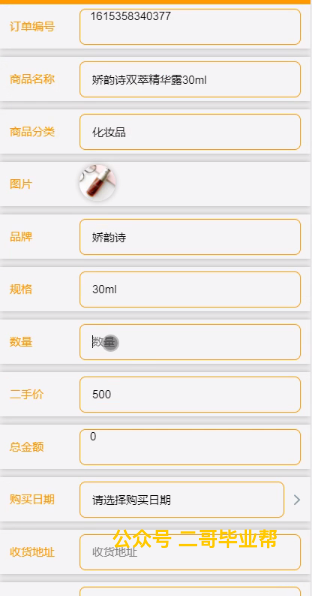 订单编号 1615358340377
商品名称 娇韵诗双萃精华露30ml
商品分类 化妆品
图片
品牌 娇韵诗
规格 30ml
数量 数量
二手价 500
总金额 0
购买日期 请选择购买日期
公众号 二哥毕业帮
收货地址 收货地址